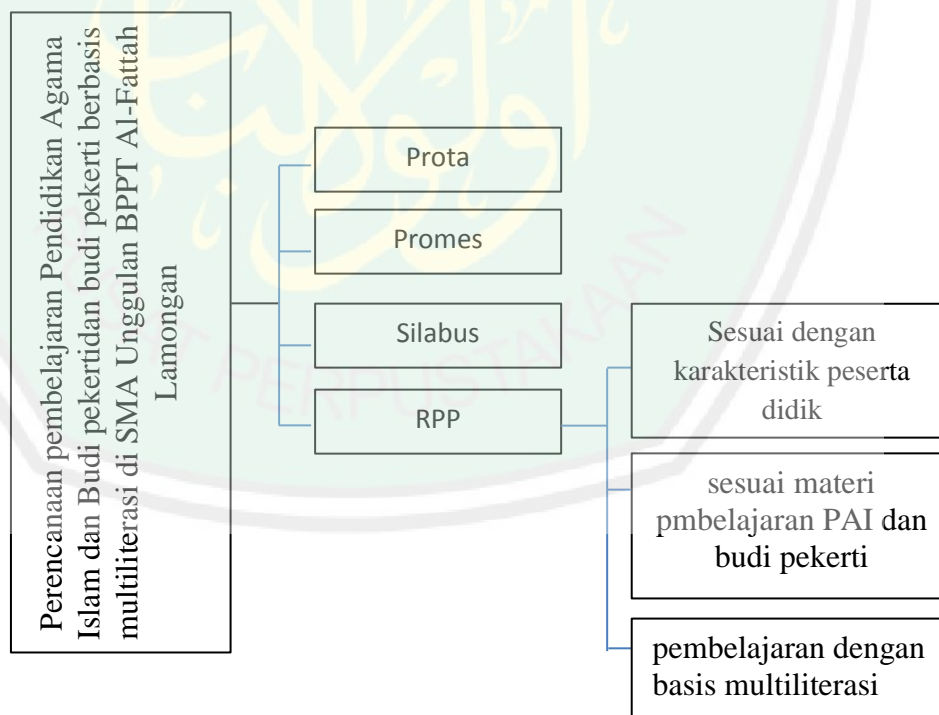 Perencanaan pembelajaran Pendidikan Agama
Islam dan Budi pekertidan budi pekerti berbasis
multiliterasi di SMA Unggulan BPPT Al-Fattah
Lamongan
Prota
Promes
Silabus
RPP
Sesuai dengan
karakteristik peserta
didik
sesuai materi
pmbelajaran PAI dan
budi pekerti
pembelajaran dengan
basis multiliterasi
PUSAT PERPUSTAKAAN